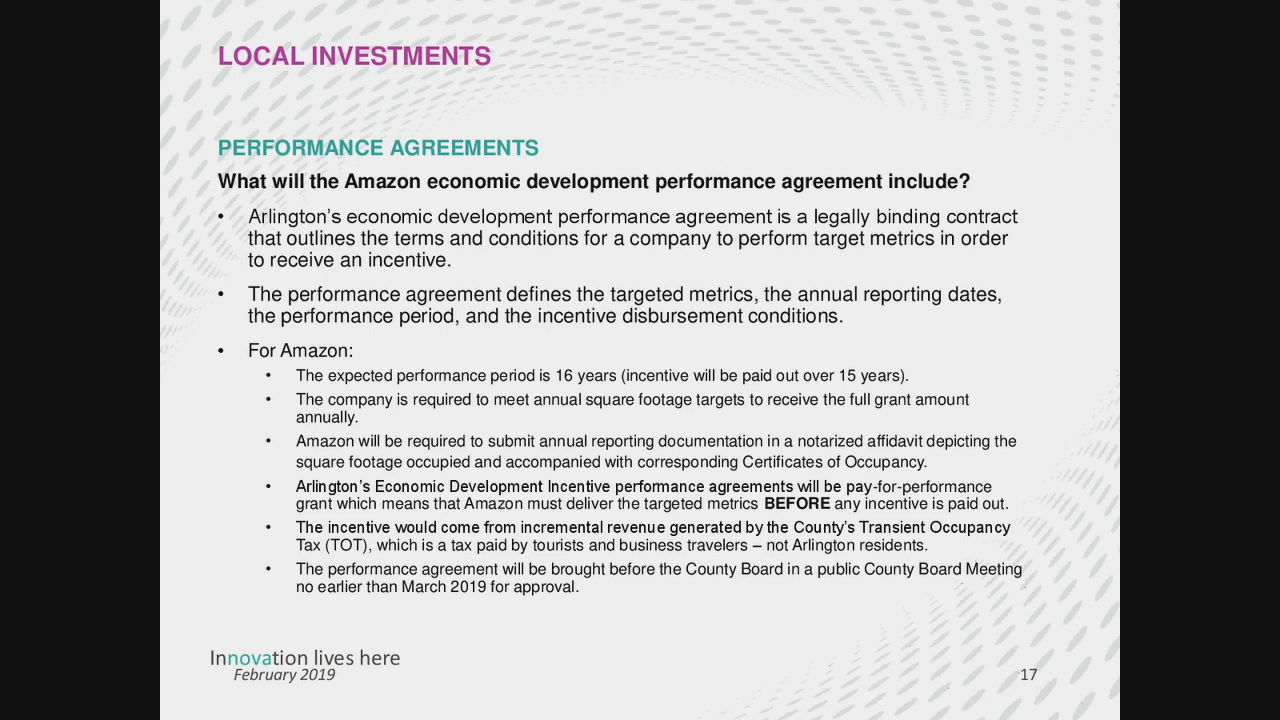 LOCAL INVESTMENTS
PERFORMANCE AGREEMENTS
What will the Amazon economic development performance agreement include?
• Arlington's economic development performance agreement is a legally binding contract
that outlines the terms and conditions for a company to perform target metrics in order
to receive an incentive.
• The performance agreement defines the targeted metrics, the annual reporting dates,
the performance period, and the incentive disbursement conditions.
• For Amazon:
• The expected performance period is 16 years (incentive will be paid out over 15 years).
• The company is required to meet annual square footage targets to receive the full grant amount
annually.
• Amazon will be required to submit annual reporting documentation in a notarized affidavit depicting the
square footage occupied and accompanied with corresponding Certificates of Occupancy.
• Arlington's Economic Development Incentive performance agreements will be pay-for-performance
grant which means that Amazon must deliver the targeted metrics BEFORE any incentive is paid out.
• The incentive would come from incremental revenue generated by the County's Transient Occupancy
Tax (TOT), which is a tax paid by tourists and business travelers – not Arlington residents.
• The performance agreement will be brought before the County Board in a public County Board Meeting
no earlier than March 2019 for approval.
Innovation lives here
February 2019
17